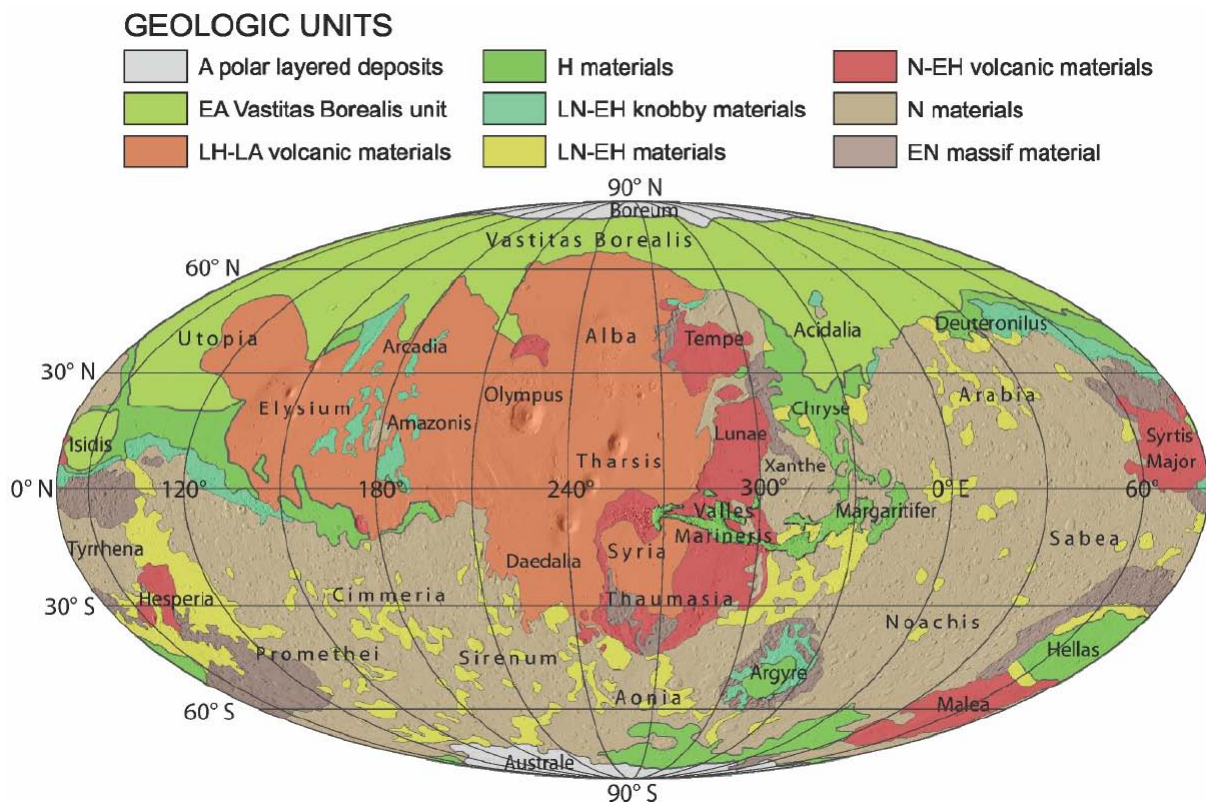 GEOLOGIC UNITS
A polar layered deposits
H materials
N-EH volcanic materials
EA Vastitas Borealis unit
LN-EH knobby materials
N materials
LH-LA volcanic materials
LN-EH materials
EN massif material
90° N
Boreum
Vastitas Borealis
60° N
Utopia
Arcadia
Alba
Tempe
Acidalia
Deuteronilus
30° N
Elysium
Amazonis
Olympus
Chryse
Arabia
Isidis
Lunae
Syrtis
Major
Tharsis
Xanthe
0° N
120°
180°
240°
300°
0° E
60°
Valles
Marineris
Margaritifer
Tyrrhena
Daedalia
Syria
Sabea
Hesperia
Cimmeria
Thaumasia
30° S
Noachis
Promethei
Sirenum
Argyre
Hellas
Aonia
60° S
Malea
Australe
90° S